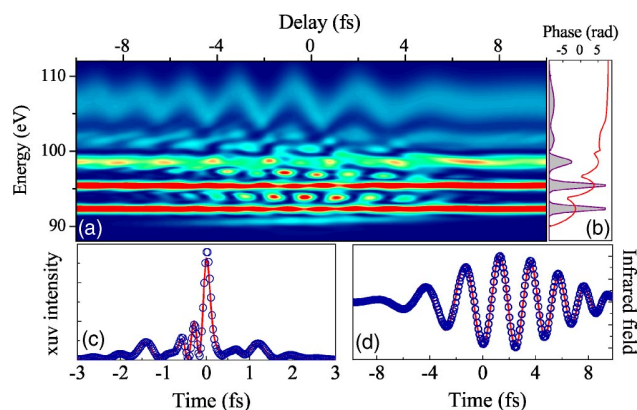 Delay (fs)
-8 -4 0 4 8
Phase (rad)
-5 0 5
Energy (eV)
110
100
90
(a)
(b)
xuv intensity
(c)
-3 -2 -1 0 1 2 3
Time (fs)
(d)
Infrared field
-8 -4 0 4 8
Time (fs)